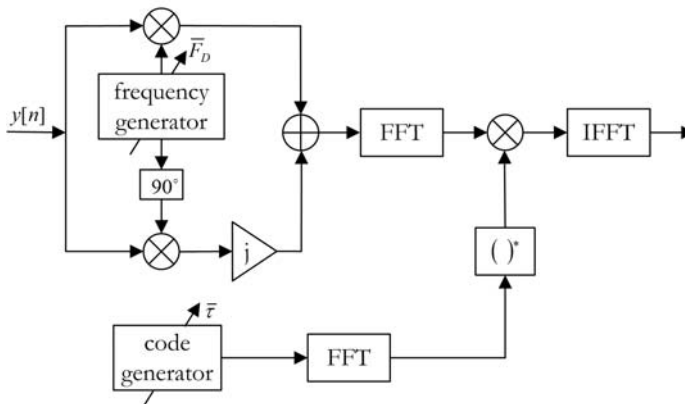 F̅_D
y[n]
frequency
generator
FFT
IFFT
90°
j
( )*
τ̅
code
generator
FFT